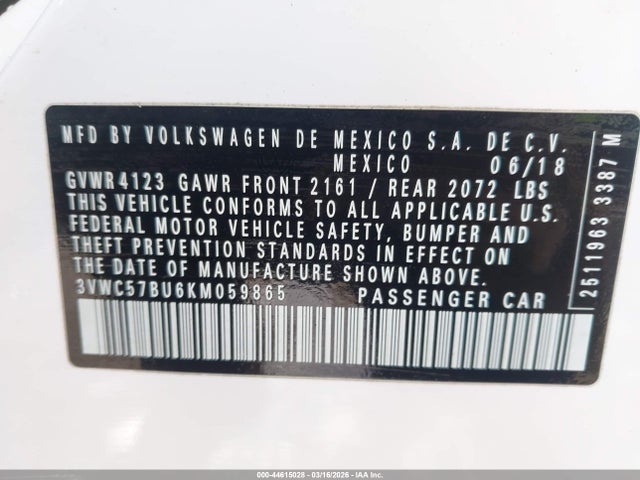 MFD BY VOLKSWAGEN DE MEXICO S.A. DE C.V.
MEXICO 06/18
GVWR 4123 GAWR FRONT 2161 / REAR 2072 LBS
THIS VEHICLE CONFORMS TO ALL APPLICABLE U.S.
FEDERAL MOTOR VEHICLE SAFETY, BUMPER AND
THEFT PREVENTION STANDARDS IN EFFECT ON
THE DATE OF MANUFACTURE SHOWN ABOVE.
3VWC57BU6KM059865 PASSENGER CAR
2511963 3387 M
000-44615028 - 03/16/2026 - IAA Inc.